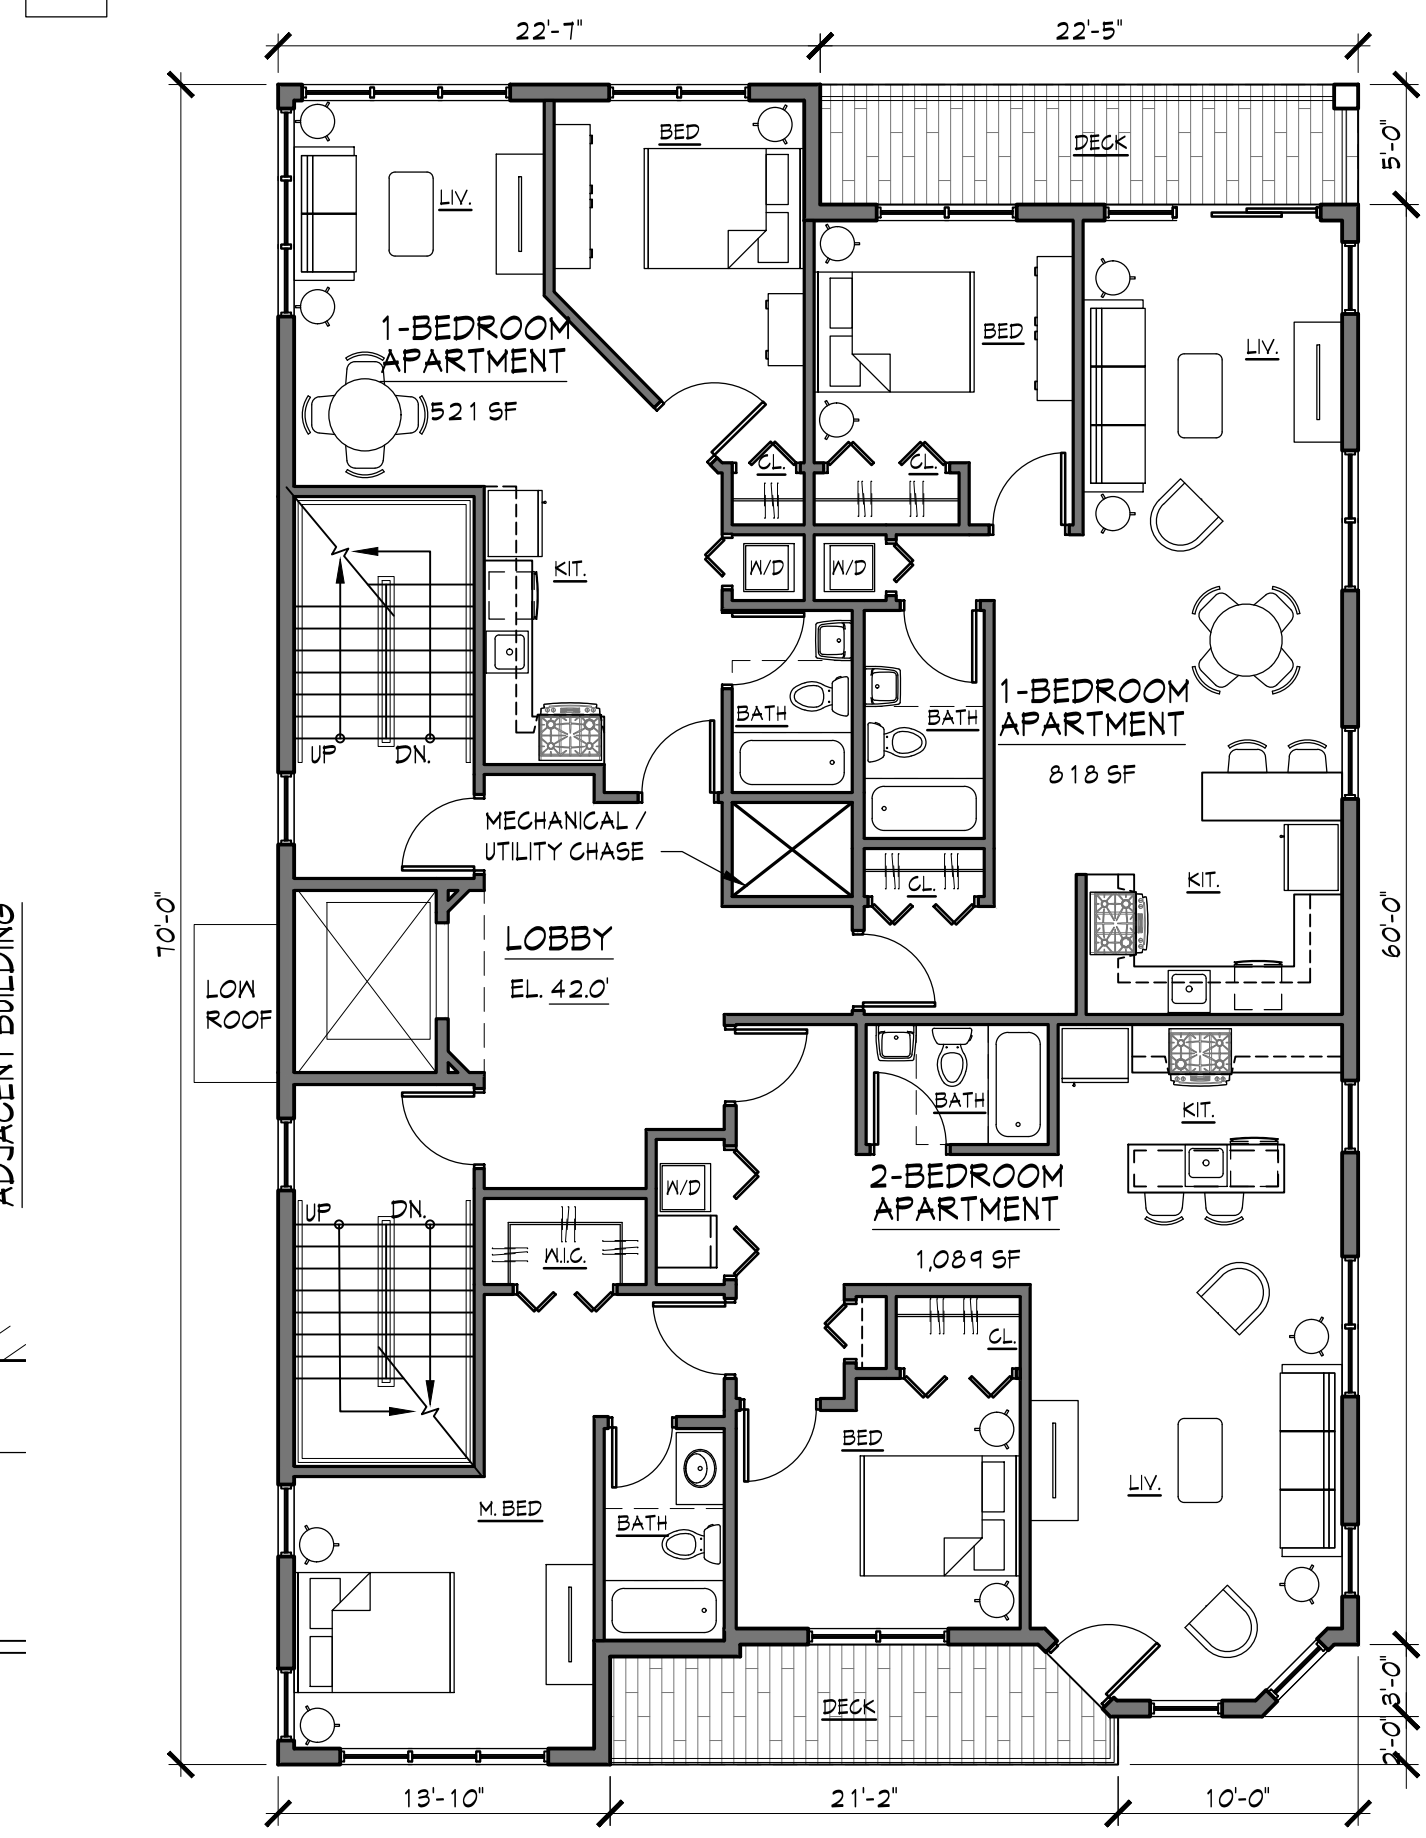 22'-7"
22'-5"
5'-0"
BED
DECK
LIV.
1-BEDROOM
APARTMENT
521 SF
BED
LIV.
CL.
CL.
KIT.
W/D
W/D
1-BEDROOM
APARTMENT
818 SF
BATH
BATH
UP
DN.
MECHANICAL /
UTILITY CHASE
CL.
KIT.
70'-0"
60'-0"
ADJACENT BUILDING
LOBBY
EL. 42.0'
LOW
ROOF
BATH
KIT.
2-BEDROOM
APARTMENT
1,089 SF
W/D
UP
DN.
W.I.C.
CL.
BED
LIV.
M. BED
BATH
DECK
3'-0"
2'-0"
13'-10"
21'-2"
10'-0"